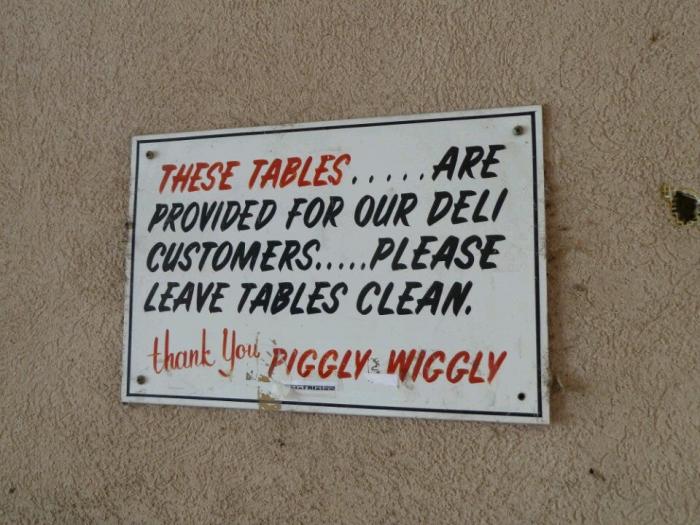 THESE TABLES.....ARE
PROVIDED FOR OUR DELI
CUSTOMERS.....PLEASE
LEAVE TABLES CLEAN.
thank You PIGGLY WIGGLY